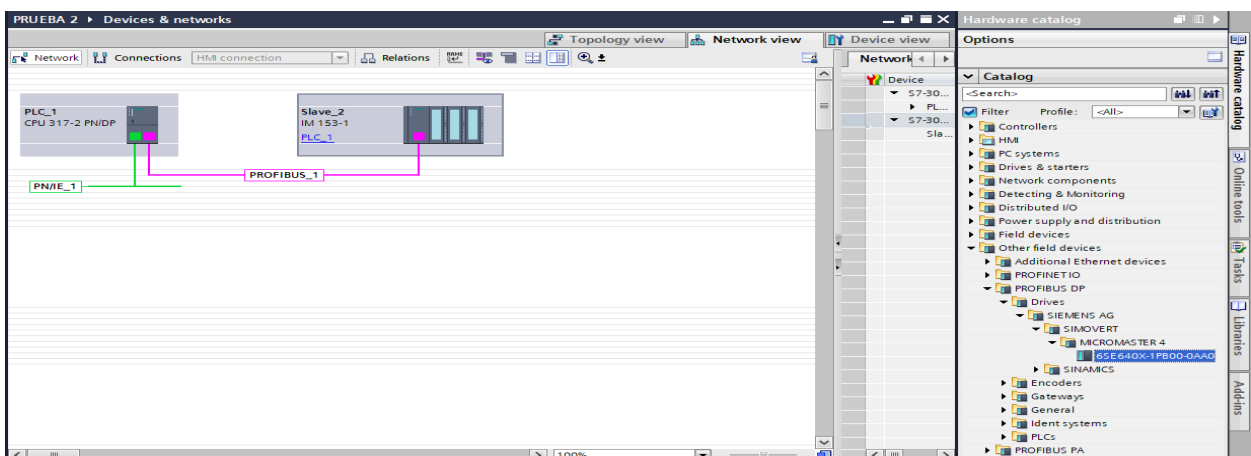 PRUEBA 2 ▸ Devices & networks
Hardware catalog
Topology view
Network view
Device view
Options
Network
Connections
HMI connection
Relations
100%
PLC_1
CPU 317-2 PN/DP
Slave_2
IM 153-1
PLC_1
PROFIBUS_1
PN/IE_1
Network
Device
S7-30...
PL...
S7-30...
Sla...
Catalog
<Search>
Filter
Profile:
<All>
Controllers
HMI
PC systems
Drives & starters
Network components
Detecting & Monitoring
Distributed I/O
Power supply and distribution
Field devices
Other field devices
Additional Ethernet devices
PROFINET IO
PROFIBUS DP
Drives
SIEMENS AG
SIMOVERT
MICROMASTER 4
6SE640X-1PB00-0AA0
SINAMICS
Encoders
Gateways
General
Ident systems
PLCs
PROFIBUS PA
Hardware catalog
Online tools
Tasks
Libraries
Add-ins